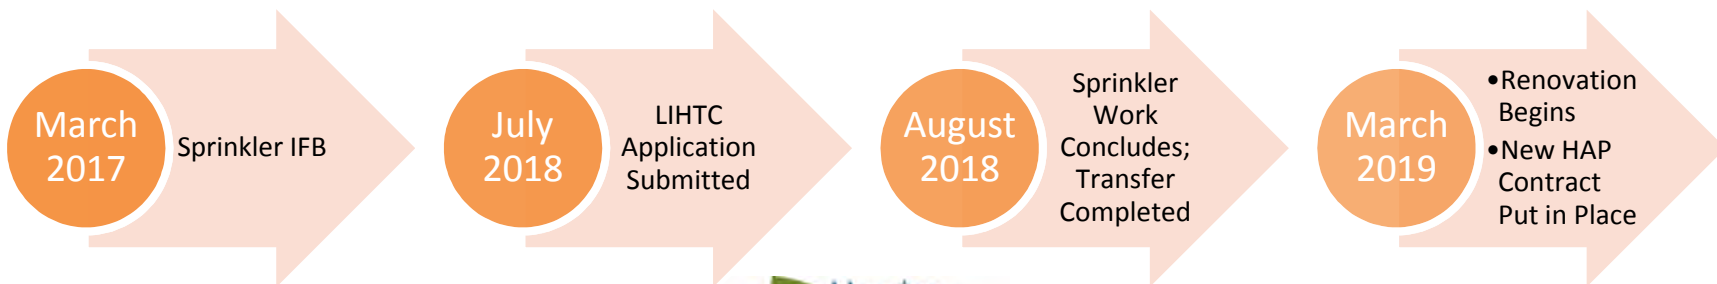 March
2017
Sprinkler IFB
July
2018
LIHTC
Application
Submitted
August
2018
Sprinkler
Work
Concludes;
Transfer
Completed
March
2019
•Renovation
Begins
•New HAP
Contract
Put in Place